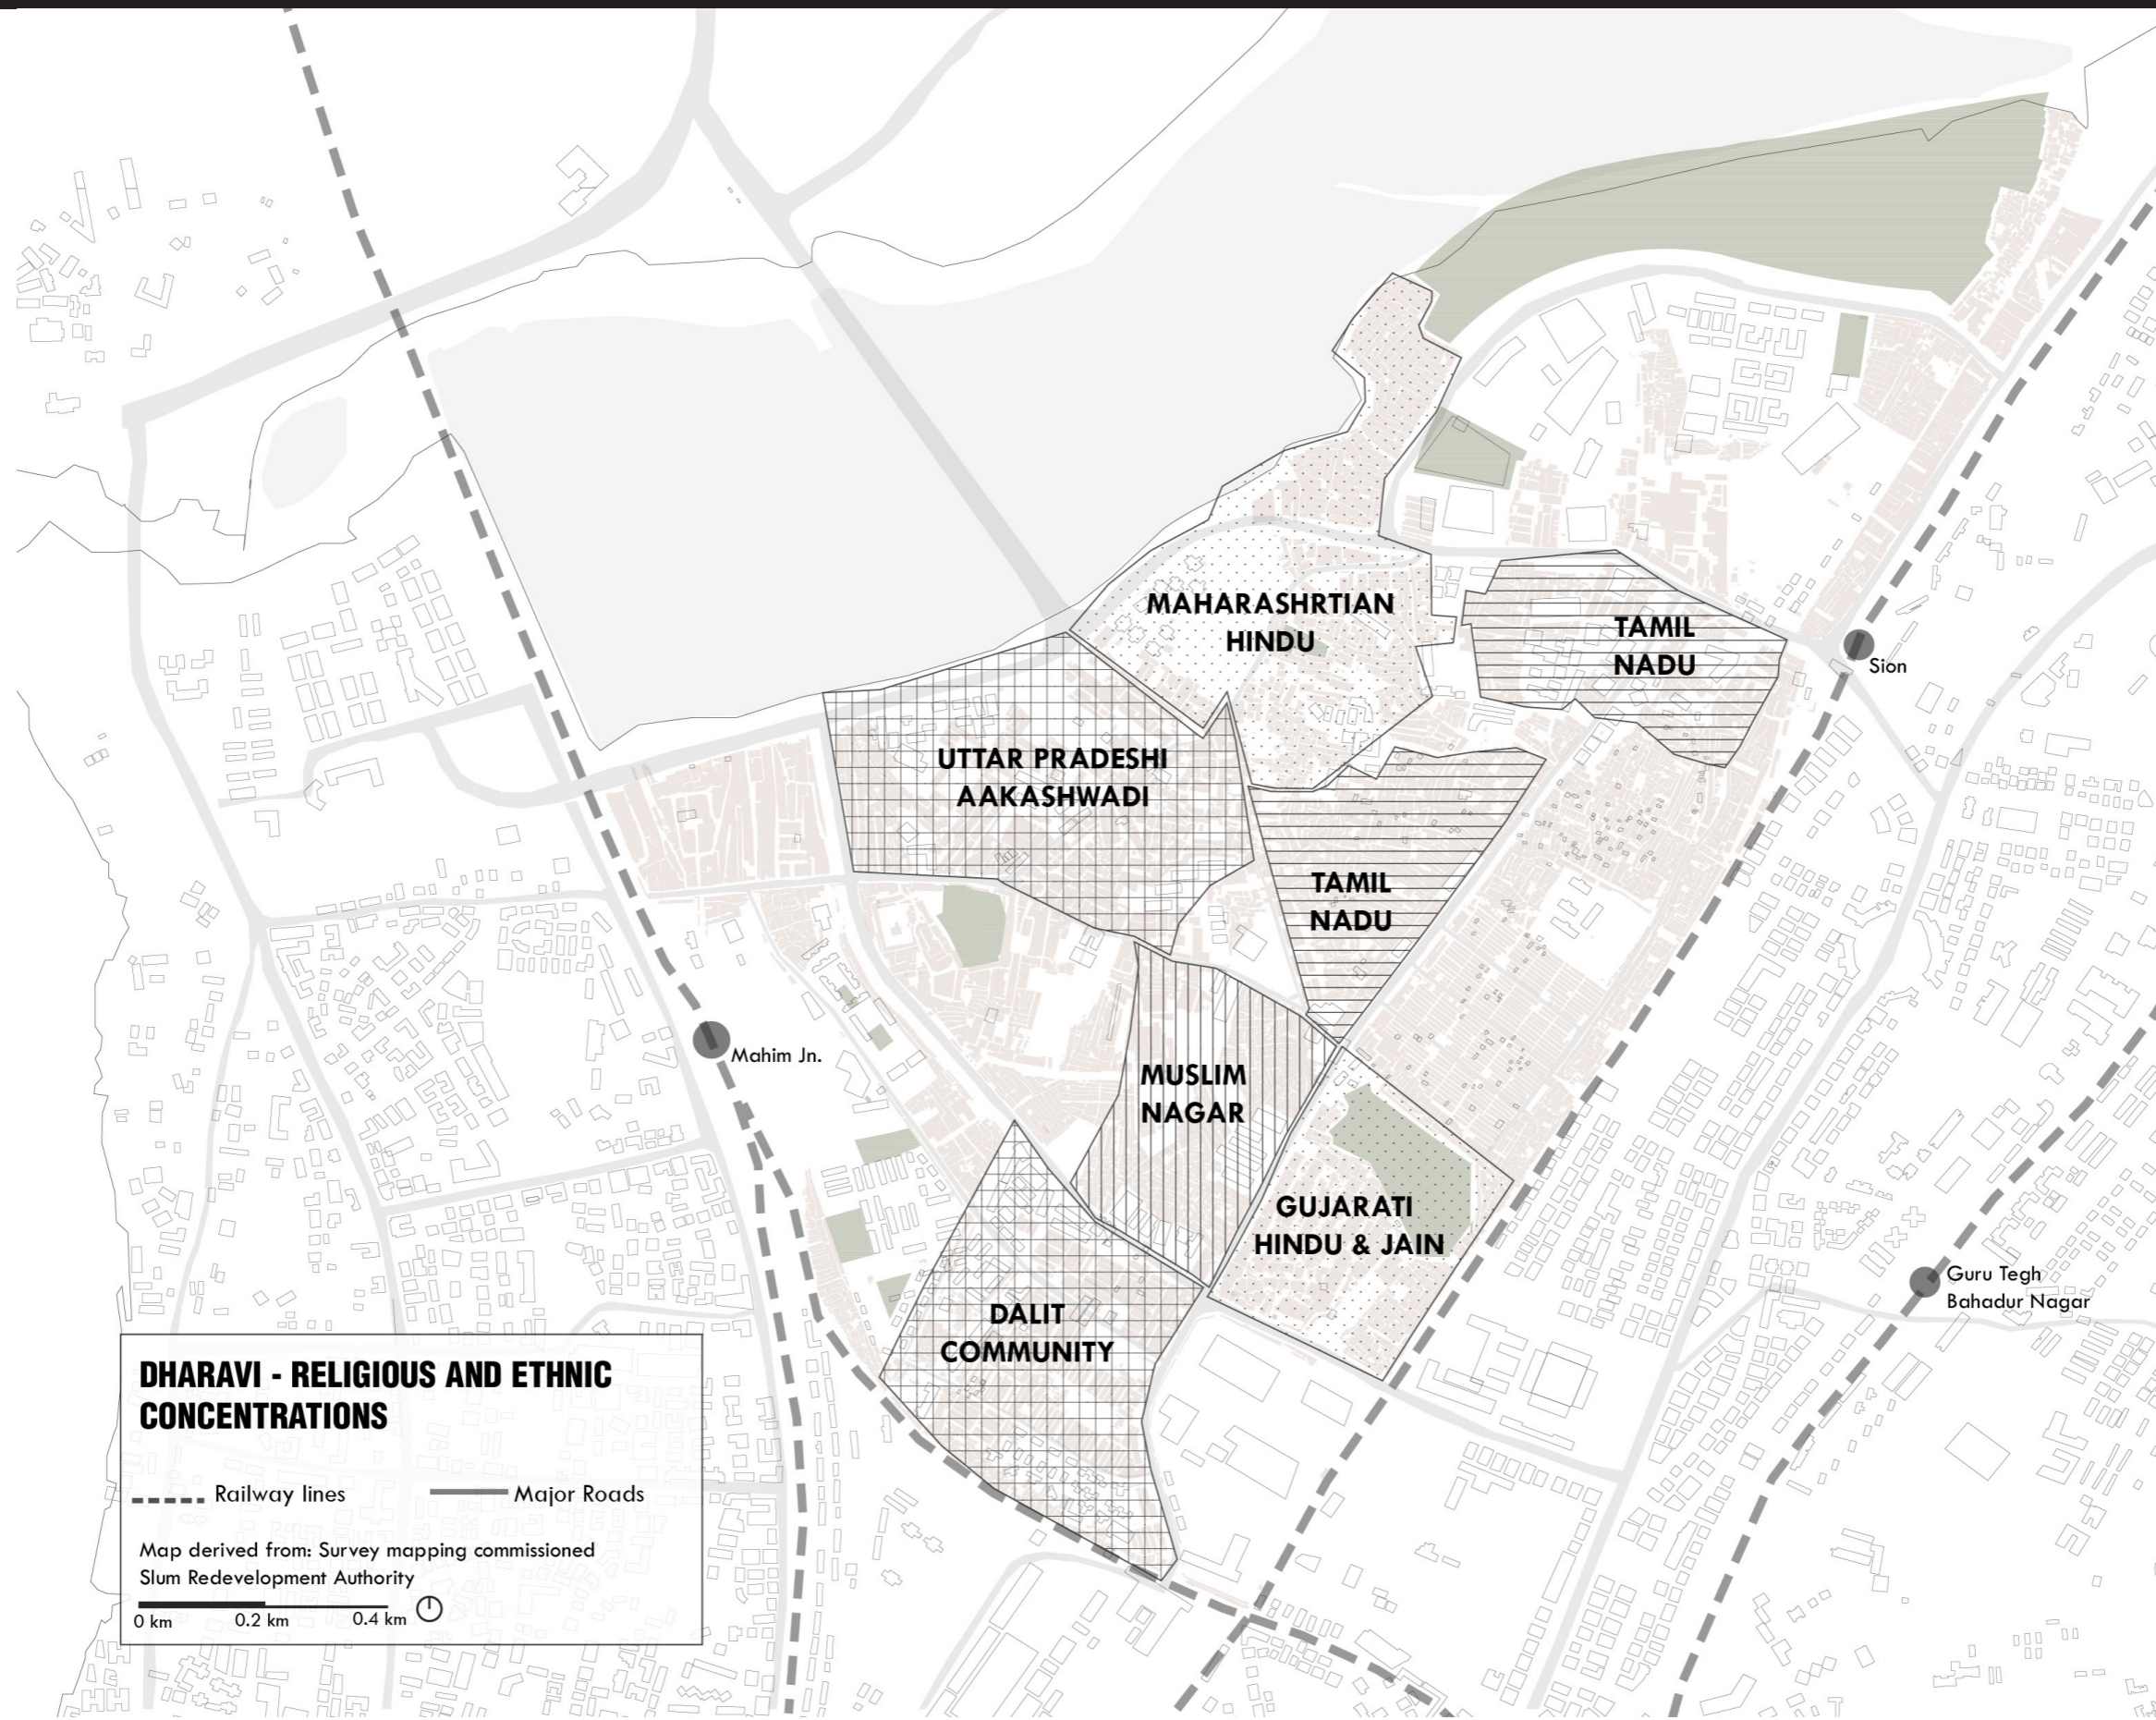 MAHARASHRTIAN
HINDU
TAMIL
NADU
Sion
UTTAR PRADESHI
AAKASHWADI
TAMIL
NADU
Mahim Jn.
MUSLIM
NAGAR
GUJARATI
HINDU & JAIN
Guru Tegh
Bahadur Nagar
DALIT
COMMUNITY
DHARAVI - RELIGIOUS AND ETHNIC
CONCENTRATIONS
Railway lines
Major Roads
Map derived from: Survey mapping commissioned
Slum Redevelopment Authority
0 km 0.2 km 0.4 km